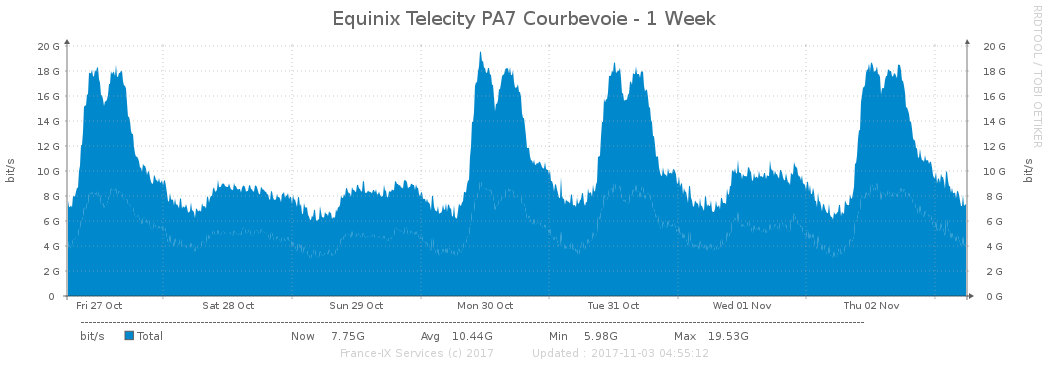 Equinix Telecity PA7 Courbevoie - 1 Week
RRDTOOL / TOBI OETIKER
20 G 20 G
18 G 18 G
16 G 16 G
14 G 14 G
12 G 12 G
10 G 10 G
8 G 8 G
6 G 6 G
4 G 4 G
2 G 2 G
0 0 G
bit/s bit/s
Fri 27 Oct Sat 28 Oct Sun 29 Oct Mon 30 Oct Tue 31 Oct Wed 01 Nov Thu 02 Nov
bit/s Total Now 7.75G Avg 10.44G Min 5.98G Max 19.53G
France-IX Services (c) 2017 Updated : 2017-11-03 04:55:12